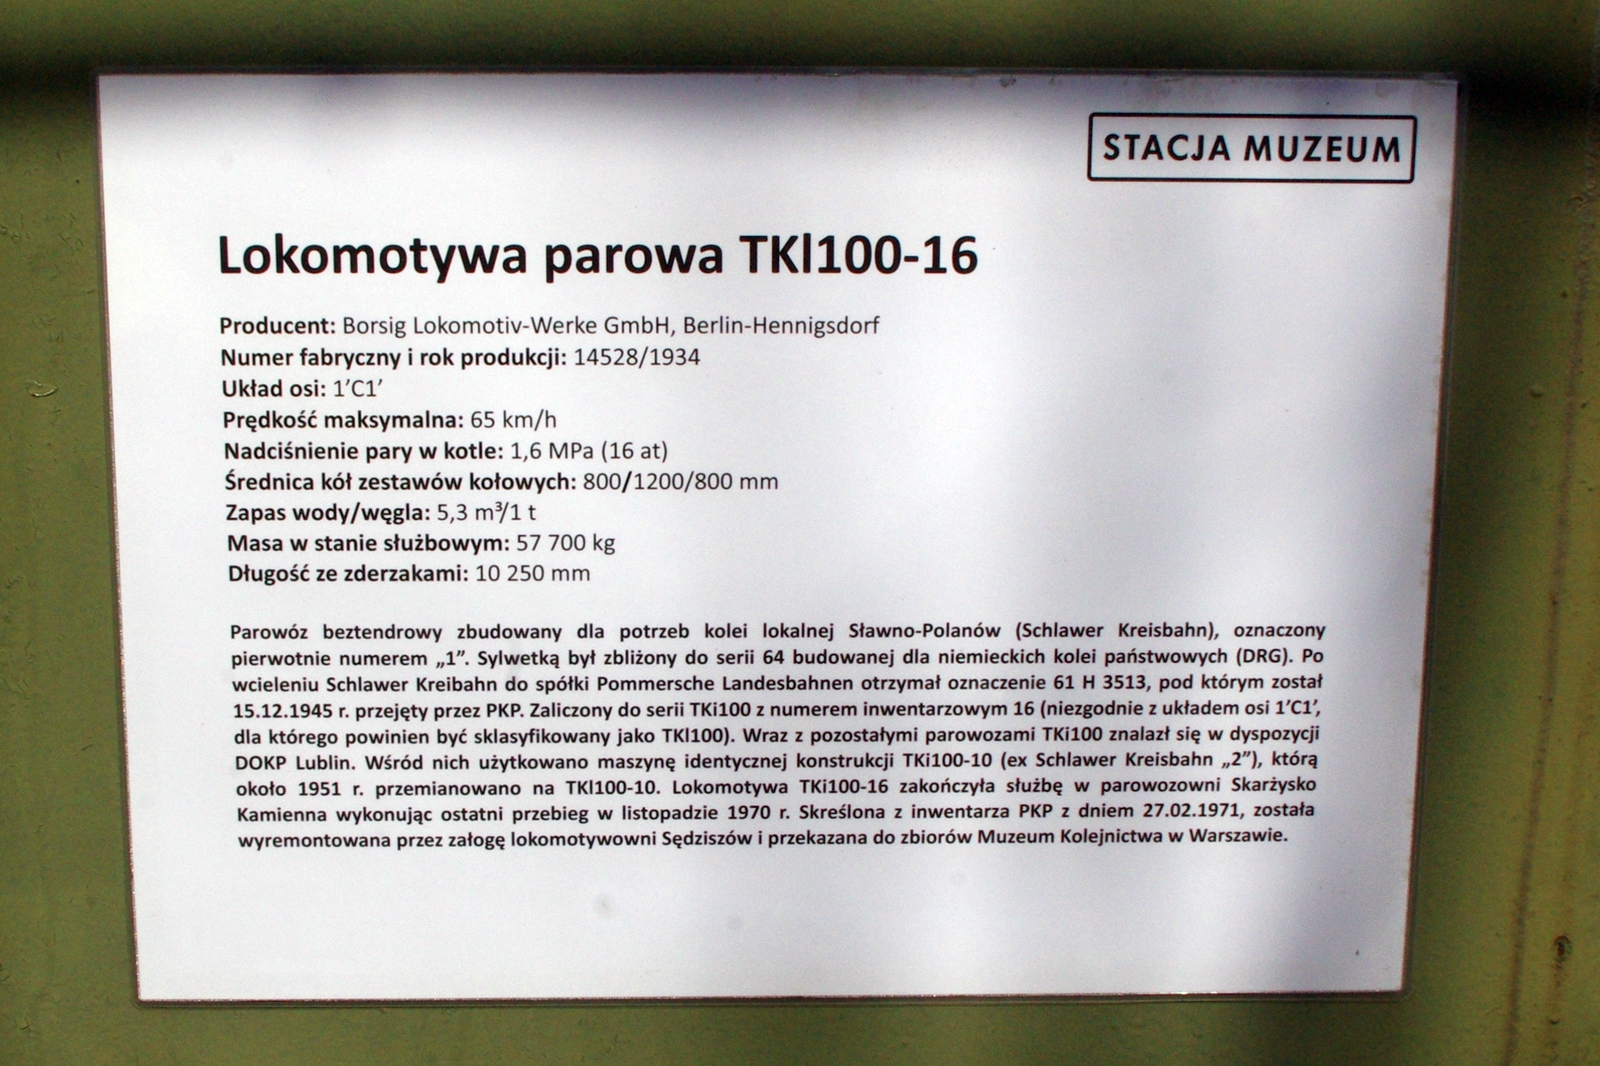 STACJA MUZEUM
Lokomotywa parowa TKl100-16
Producent: Borsig Lokomotiv-Werke GmbH, Berlin-Hennigsdorf
Numer fabryczny i rok produkcji: 14528/1934
Układ osi: 1’C1’
Prędkość maksymalna: 65 km/h
Nadciśnienie pary w kotle: 1,6 MPa (16 at)
Średnica kół zestawów kołowych: 800/1200/800 mm
Zapas wody/węgla: 5,3 m³/1 t
Masa w stanie służbowym: 57 700 kg
Długość ze zderzakami: 10 250 mm
Parowóz beztendrowy zbudowany dla potrzeb kolei lokalnej Sławno-Polanów (Schlawer Kreisbahn), oznaczony
pierwotnie numerem „1”. Sylwetką był zbliżony do serii 64 budowanej dla niemieckich kolei państwowych (DRG). Po
wcieleniu Schlawer Kreibahn do spółki Pommersche Landesbahnen otrzymał oznaczenie 61 H 3513, pod którym został
15.12.1945 r. przejęty przez PKP. Zaliczony do serii TKi100 z numerem inwentarzowym 16 (niezgodnie z układem osi 1’C1’,
dla którego powinien być sklasyfikowany jako TKl100). Wraz z pozostałymi parowozami TKi100 znalazł się w dyspozycji
DOKP Lublin. Wśród nich użytkowano maszynę identycznej konstrukcji TKi100-10 (ex Schlawer Kreisbahn „2”), którą
około 1951 r. przemianowano na TKl100-10. Lokomotywa TKi100-16 zakończyła służbę w parowozowni Skarżysko
Kamienna wykonując ostatni przebieg w listopadzie 1970 r. Skreślona z inwentarza PKP z dniem 27.02.1971, została
wyremontowana przez załogę lokomotywowni Sędziszów i przekazana do zbiorów Muzeum Kolejnictwa w Warszawie.